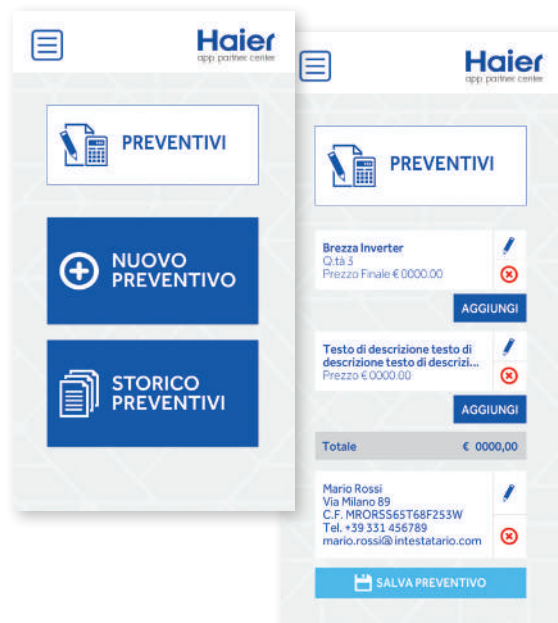 Haier
app partner center
PREVENTIVI
NUOVO
PREVENTIVO
STORICO
PREVENTIVI
Haier
app partner center
PREVENTIVI
Brezza Inverter
Q.tà 3
Prezzo Finale € 0000.00
AGGIUNGI
Testo di descrizione testo di
descrizione testo di descrizi...
Prezzo € 0000.00
AGGIUNGI
Totale € 0000,00
Mario Rossi
Via Milano 89
C.F. MRORSS65T68F253W
Tel. +39 331 456789
mario.rossi@intestatario.com
SALVA PREVENTIVO